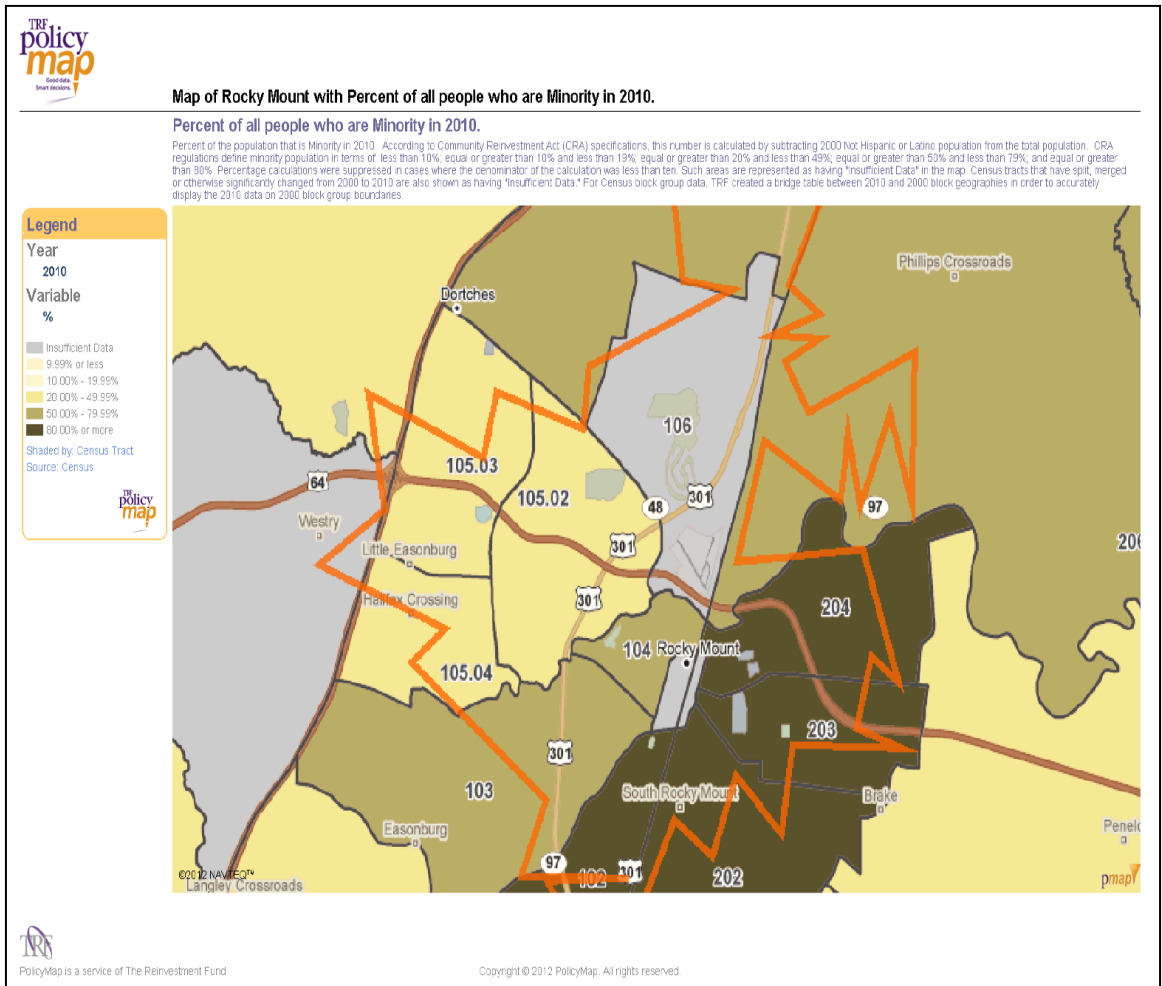 TRF
policy
map
Good data.
Smart decisions.
Map of Rocky Mount with Percent of all people who are Minority in 2010.
Percent of all people who are Minority in 2010.
Percent of the population that is Minority in 2010. According to Community Reinvestment Act (CRA) specifications, this number is calculated by subtracting 2000 Not Hispanic or Latino population from the total population. CRA
regulations define minority population in terms of: less than 10%; equal or greater than 10% and less than 19%, equal or greater than 20% and less than 49%; equal or greater than 50% and less than 79%; and equal or greater
than 80%. Percentage calculations were suppressed in cases where the denominator of the calculation was less than ten. Such areas are represented as having "Insufficient Data" in the map. Census tracts that have split, merged
or otherwise significantly changed from 2000 to 2010 are also shown as having "Insufficient Data." For Census block group data, TRF created a bridge table between 2010 and 2000 block geographies in order to accurately
display the 2010 data on 2000 block group boundaries.
Legend
Year
2010
Variable
%
Insufficient Data
9.99% or less
10.00% - 19.99%
20.00% - 49.99%
50.00% - 79.99%
80.00% or more
Shaded by: Census Tract
Source: Census
TRF
policy
map
Phillips Crossroads
Dortches
106
105.03
64
105.02
301
48
97
Westry
301
206
Little Easonburg
Halifax Crossing
301
204
104 Rocky Mount
105.04
203
301
103
South Rocky Mount
Brake
Easonburg
Penelo
97
301
102
202
©2012 NAVTEQ™
Langley Crossroads
pmap
TRF
PolicyMap is a service of The Reinvestment Fund
Copyright © 2012 PolicyMap. All rights reserved.